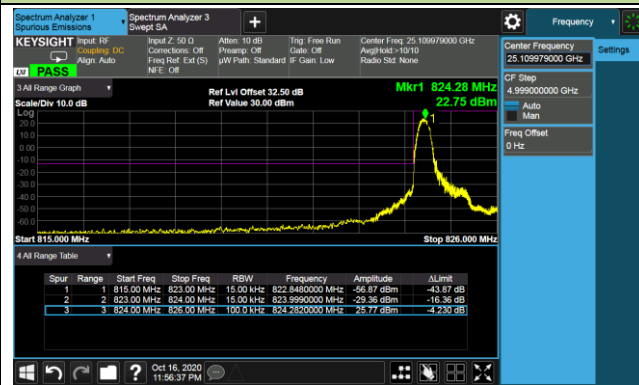 Spectrum Analyzer 1
Spurious Emissions
Spectrum Analyzer 3
Swept SA
Frequency
KEYSIGHT
Input: RF
Coupling: DC
Align: Auto
Input Z: 50 Ω
Corrections: Off
Freq Ref: Ext (S)
NFE: Off
Atten: 10 dB
Preamp: Off
µW Path: Standard
Trig: Free Run
Gate: Off
IF Gain: Low
Center Freq: 25.109979000 GHz
Avg|Hold:>10/10
Radio Std: None
LXI PASS
Center Frequency
25.109979000 GHz
Settings
CF Step
4.999000000 GHz
Auto
Man
Freq Offset
0 Hz
3 All Range Graph
Scale/Div 10.0 dB
Ref Lvl Offset 32.50 dB
Ref Value 30.00 dBm
Mkr1 824.28 MHz
22.75 dBm
Log
20.0
10.0
0.00
-10.0
-20.0
-30.0
-40.0
-50.0
-60.0
1
Start 815.000 MHz
Stop 826.000 MHz
4 All Range Table
Spur Range Start Freq Stop Freq RBW Frequency Amplitude ΔLimit
1 1 815.00 MHz 823.00 MHz 15.00 kHz 822.8480000 MHz -56.87 dBm -43.87 dB
2 2 823.00 MHz 824.00 MHz 15.00 kHz 823.9990000 MHz -29.36 dBm -16.36 dB
3 3 824.00 MHz 826.00 MHz 100.0 kHz 824.2820000 MHz 25.77 dBm -4.230 dB
Oct 16, 2020
11:56:37 PM